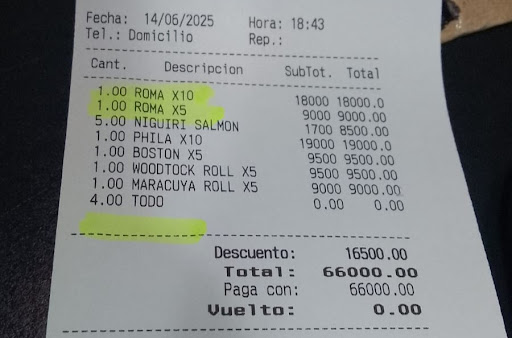 Fecha: 14/06/2025 Hora: 18:43
Tel.: Domicilio Rep.:
Cant. Descripcion SubTot. Total
1.00 ROMA X10 18000 18000.0
1.00 ROMA X5 9000 9000.00
5.00 NIGUIRI SALMON 1700 8500.00
1.00 PHILA X10 19000 19000.0
1.00 BOSTON X5 9500 9500.00
1.00 WOODTOCK ROLL X5 9500 9500.00
1.00 MARACUYA ROLL X5 9000 9000.00
4.00 TODO 0.00 0.00
Descuento: 16500.00
Total: 66000.00
Paga con: 66000.00
Vuelto: 0.00